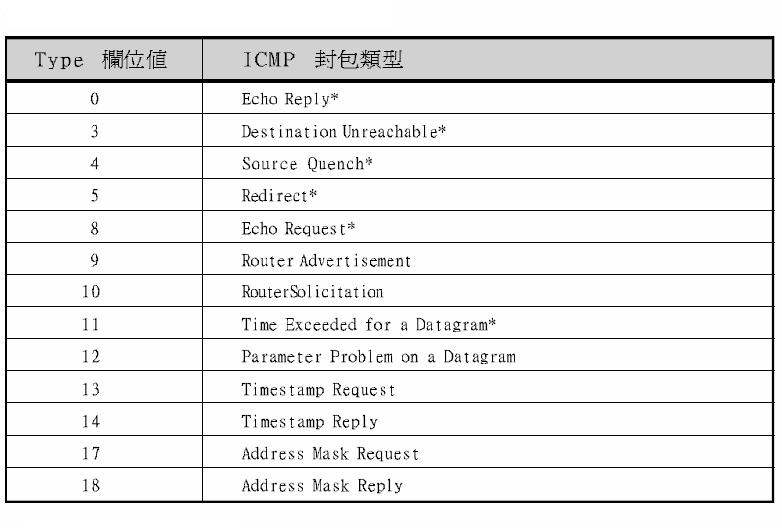 Type 欄位值 ICMP 封包類型
0 Echo Reply*
3 Destination Unreachable*
4 Source Quench*
5 Redirect*
8 Echo Request*
9 Router Advertisement
10 RouterSolicitation
11 Time Exceeded for a Datagram*
12 Parameter Problem on a Datagram
13 Timestamp Request
14 Timestamp Reply
17 Address Mask Request
18 Address Mask Reply